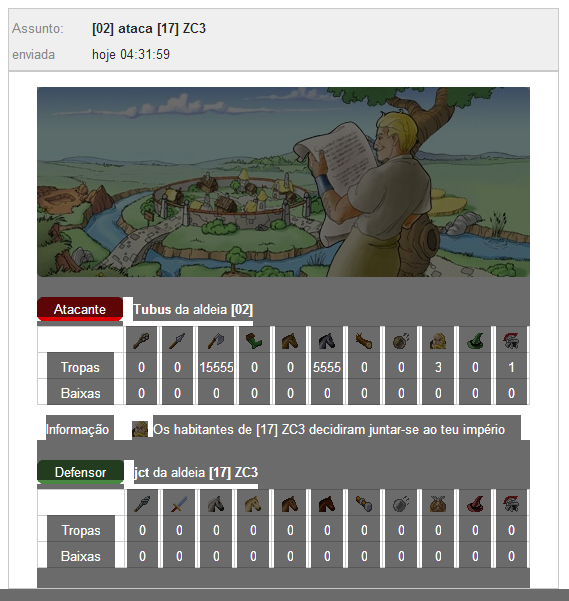 Assunto: [02] ataca [17] ZC3
enviada hoje 04:31:59
Atacante Tubus da aldeia [02]
Tropas 0 0 15555 0 0 5555 0 0 3 0 1
Baixas 0 0 0 0 0 0 0 0 0 0 0
Informação Os habitantes de [17] ZC3 decidiram juntar-se ao teu império
Defensor jct da aldeia [17] ZC3
Tropas 0 0 0 0 0 0 0 0 0 0 0
Baixas 0 0 0 0 0 0 0 0 0 0 0